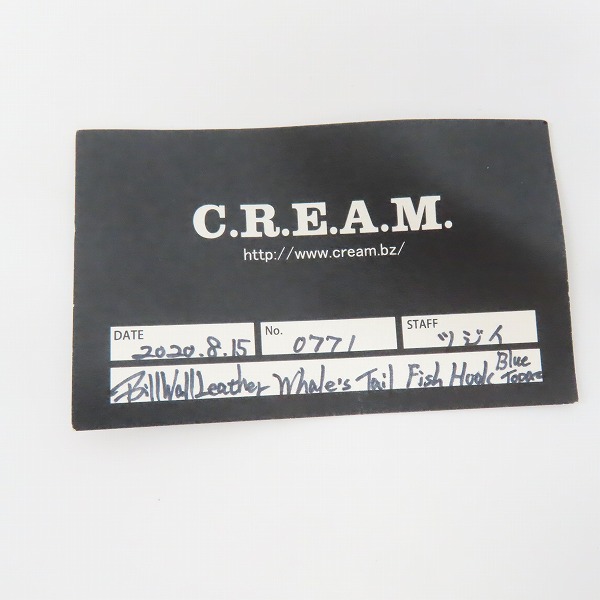 C.R.E.A.M.
http://www.cream.bz/
DATE 2020.8.15 No. 0771 STAFF ツジイ
BillWallLeather Whale's Tail Fish Hook Blue Topaz